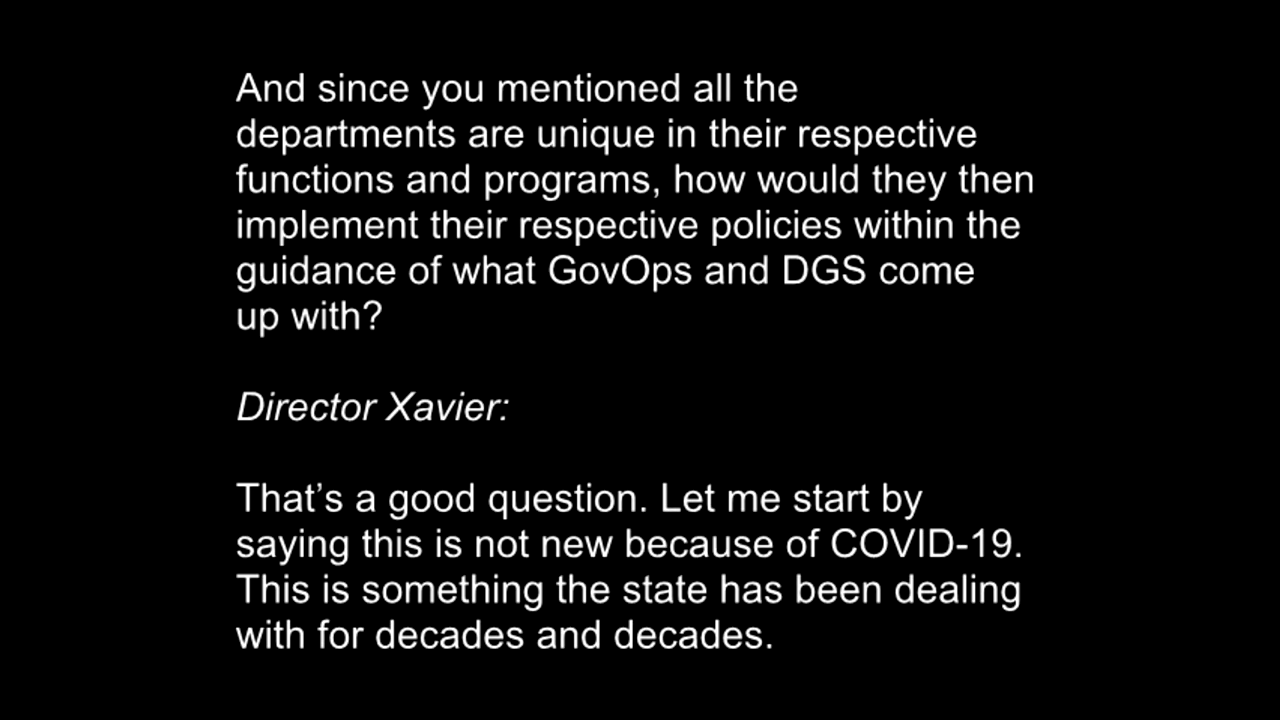 And since you mentioned all the
departments are unique in their respective
functions and programs, how would they then
implement their respective policies within the
guidance of what GovOps and DGS come
up with?
Director Xavier:
That’s a good question. Let me start by
saying this is not new because of COVID-19.
This is something the state has been dealing
with for decades and decades.